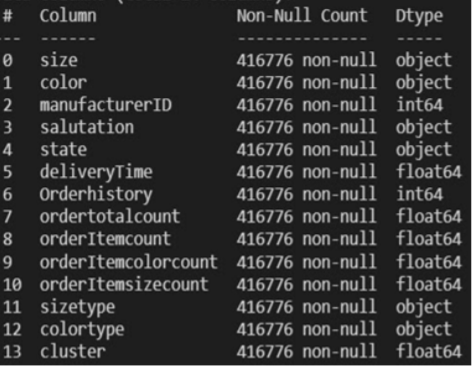 #   Column   Non-Null Count   Dtype
---  ------   --------------   -----
0   size   416776 non-null   object
1   color   416776 non-null   object
2   manufacturerID   416776 non-null   int64
3   salutation   416776 non-null   object
4   state   416776 non-null   object
5   deliveryTime   416776 non-null   float64
6   Orderhistory   416776 non-null   int64
7   ordertotalcount   416776 non-null   float64
8   orderItemcount   416776 non-null   float64
9   orderItemcolorcount   416776 non-null   float64
10   orderItemsizecount   416776 non-null   float64
11   sizetype   416776 non-null   object
12   colortype   416776 non-null   object
13   cluster   416776 non-null   float64